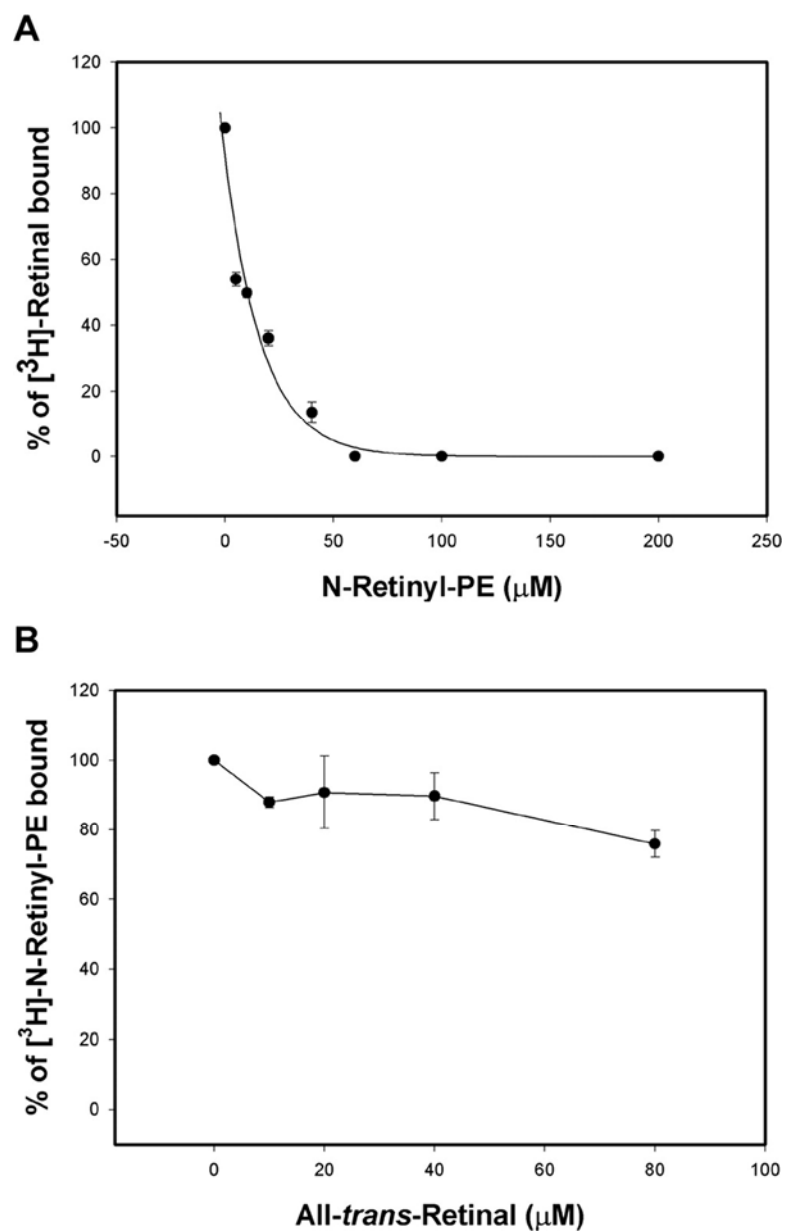 A
% of [³H]-Retinal bound
120
100
80
60
40
20
0
-50 0 50 100 150 200 250
N-Retinyl-PE (μM)
B
% of [³H]-N-Retinyl-PE bound
120
100
80
60
40
20
0
0 20 40 60 80 100
All-trans-Retinal (μM)